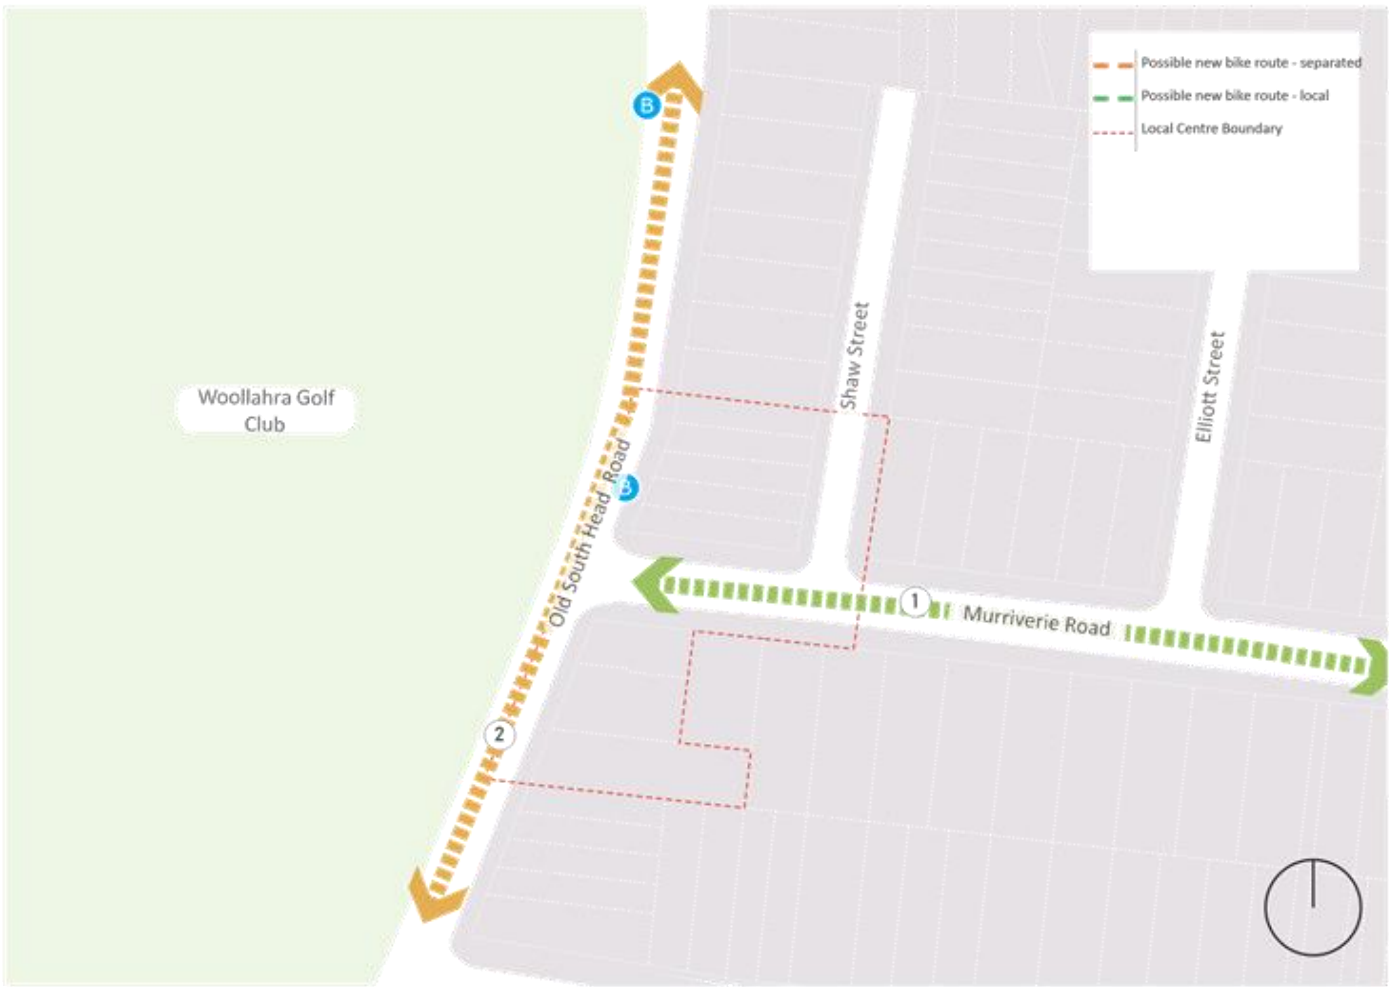 Possible new bike route - separated
Possible new bike route - local
Local Centre Boundary
B
Shaw Street
Elliott Street
Woollahra Golf
Club
Old South Head Road
B
1
Murriverie Road
2